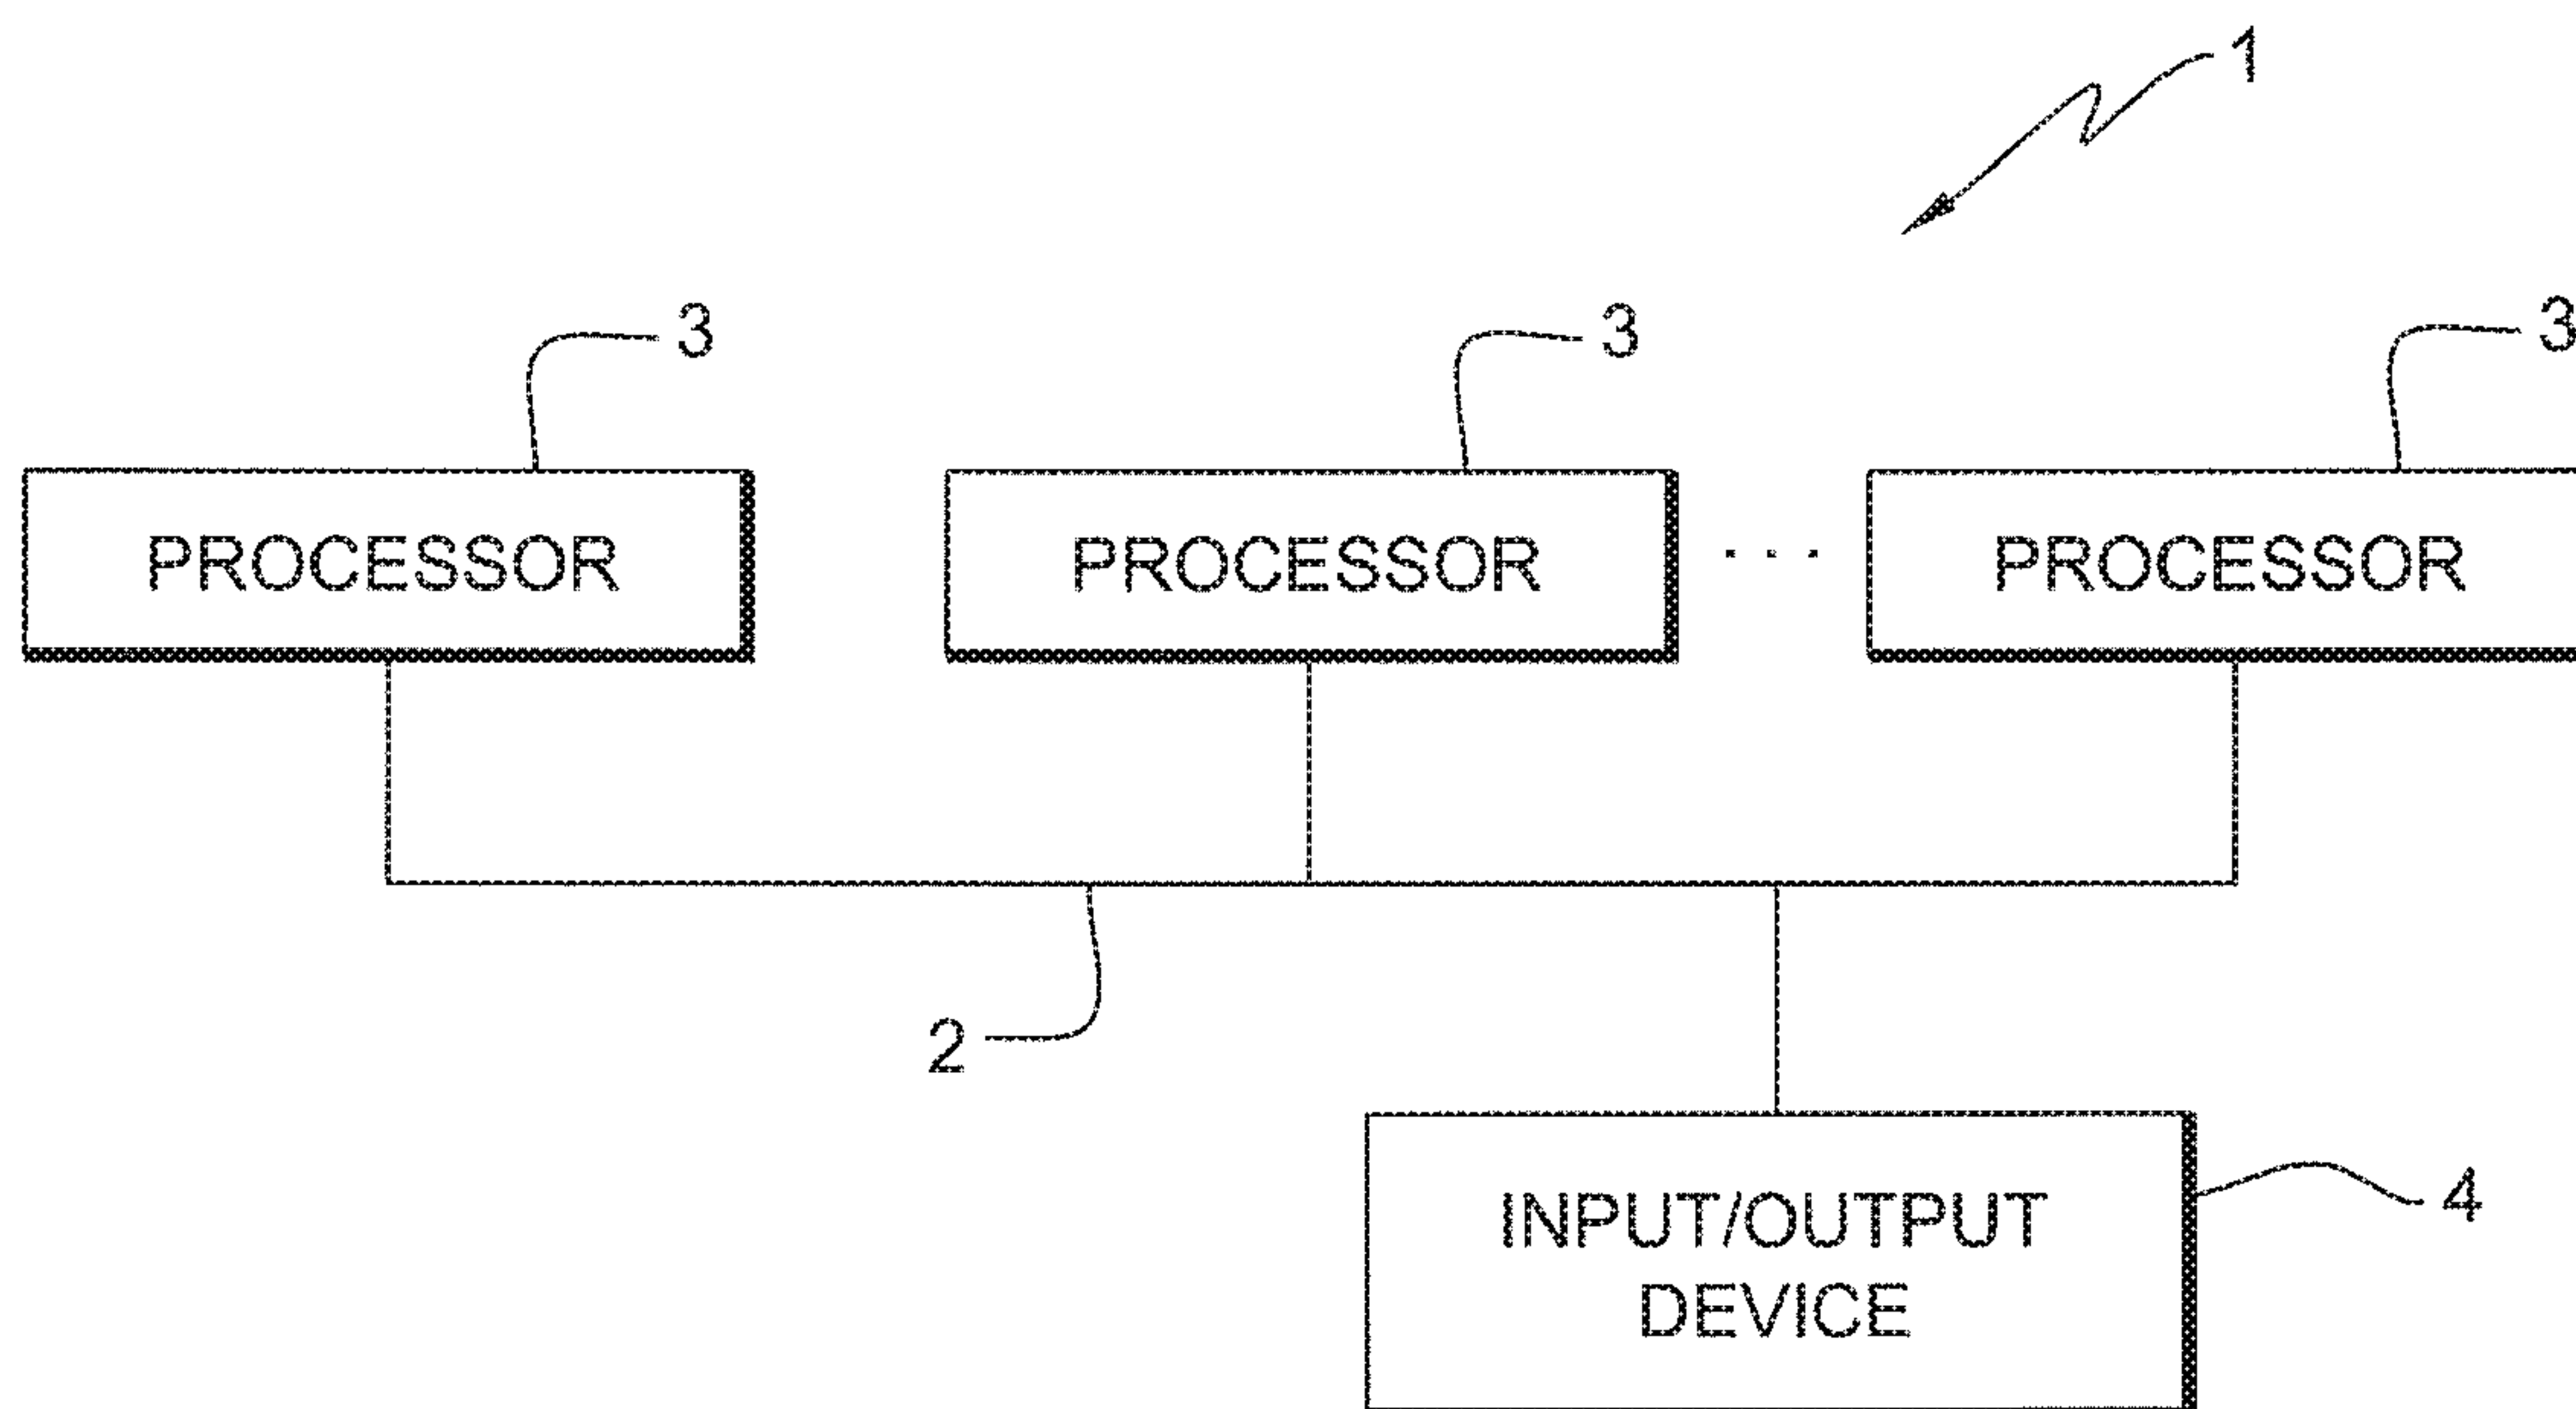 1
3
3
3
PROCESSOR
PROCESSOR
. . .
PROCESSOR
2
INPUT/OUTPUT
DEVICE
4